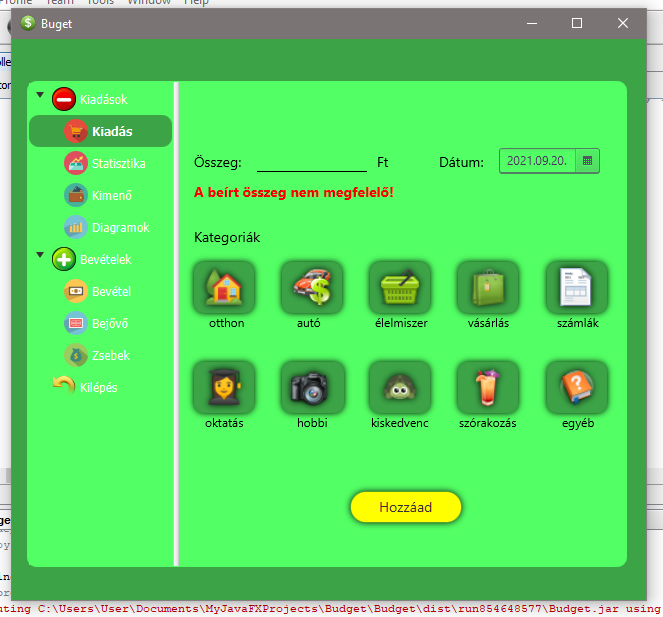 Profile Team Tools Window Help
Buget
Kiadások
Kiadás
Statisztika
Kimenő
Diagramok
Bevételek
Bevétel
Bejövő
Zsebek
Kilépés
Összeg: Ft Dátum: 2021.09.20.
A beírt összeg nem megfelelő!
Kategoriák
otthon autó élelmiszer vásárlás számlák
oktatás hobbi kiskedvenc szórakozás egyéb
Hozzáad
C:\Users\User\Documents\MyJavaFXProjects\Budget\Budget\dist\run854648577\Budget.jar using